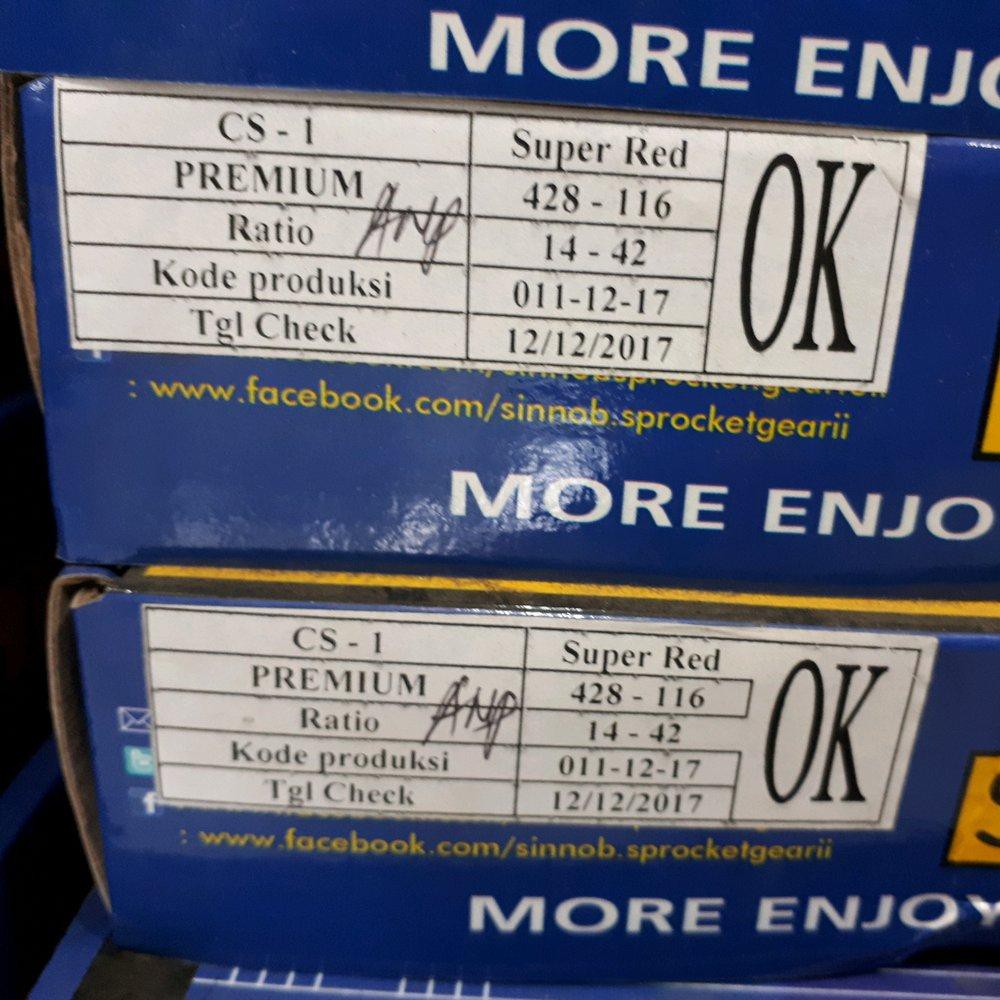 MORE ENJO
CS - 1 Super Red
PREMIUM 428 - 116
Ratio 14 - 42
Kode produksi 011-12-17
Tgl Check 12/12/2017
OK
: www.facebook.com/sinnob.sprocketgearii
MORE ENJO
CS - 1 Super Red
PREMIUM 428 - 116
Ratio 14 - 42
Kode produksi 011-12-17
Tgl Check 12/12/2017
OK
: www.facebook.com/sinnob.sprocketgearii
MORE ENJOY